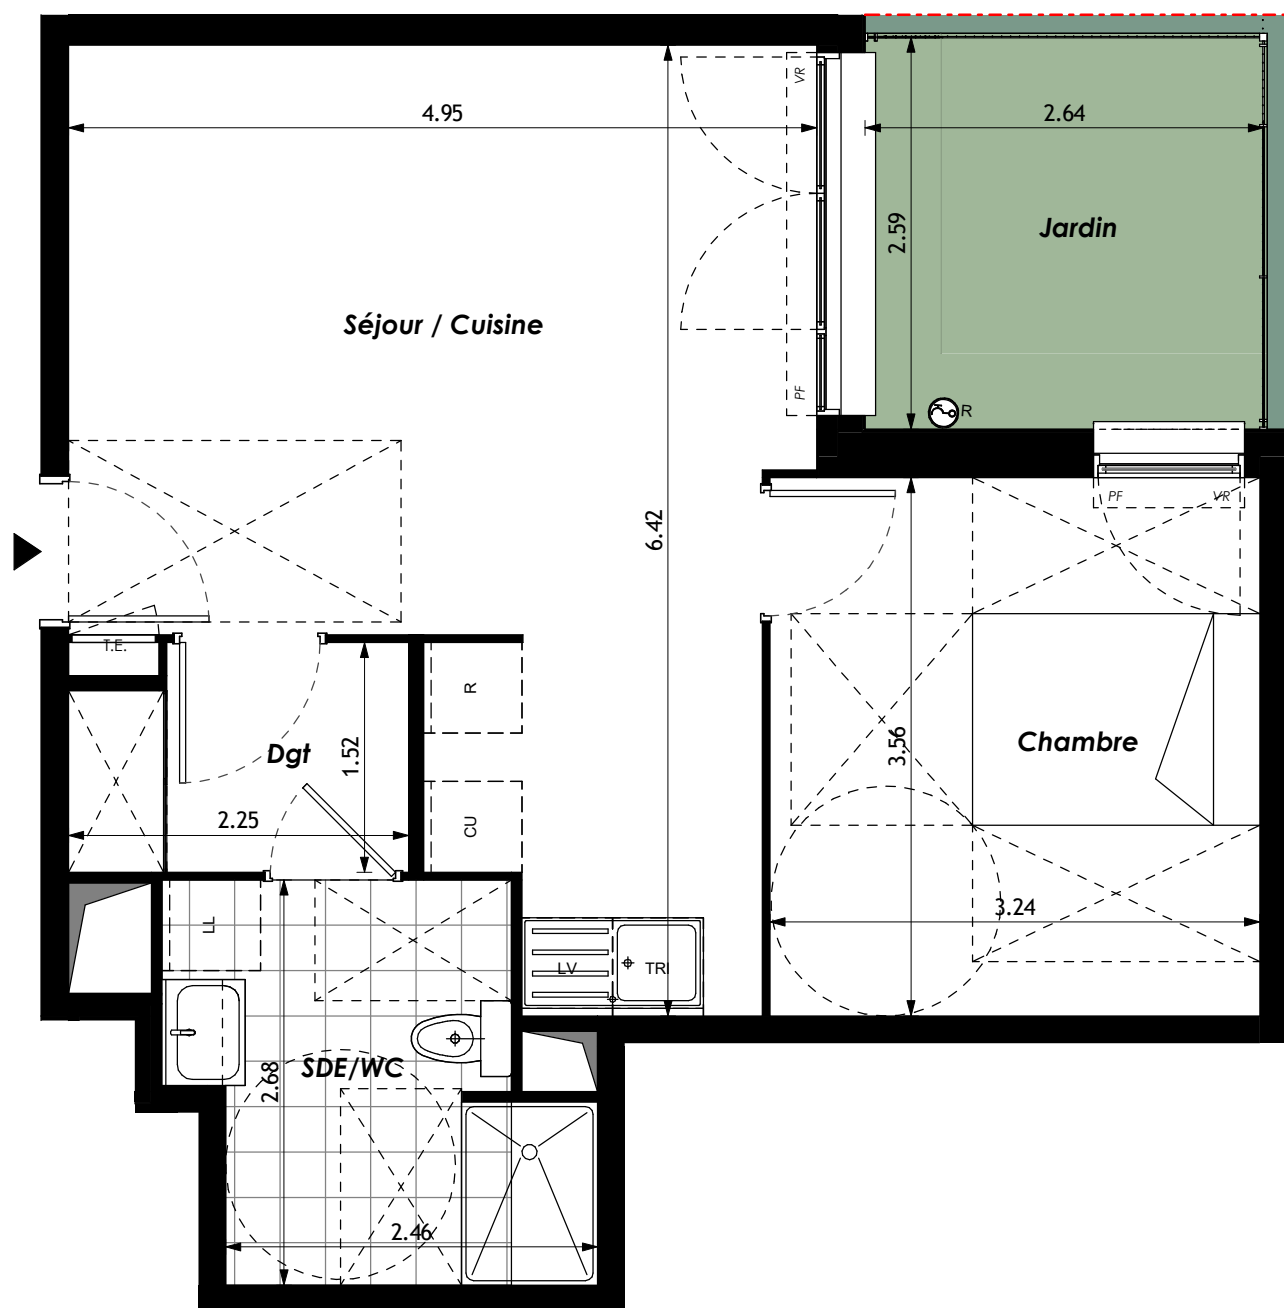 VR
4.95
2.64
2.59
Jardin
Séjour / Cuisine
PF
R
6.42
PF
VR
T.E.
R
Dgt
1.52
3.56
Chambre
2.25
CU
3.24
LL
LV
TRI
SDE/WC
2.68
2.46